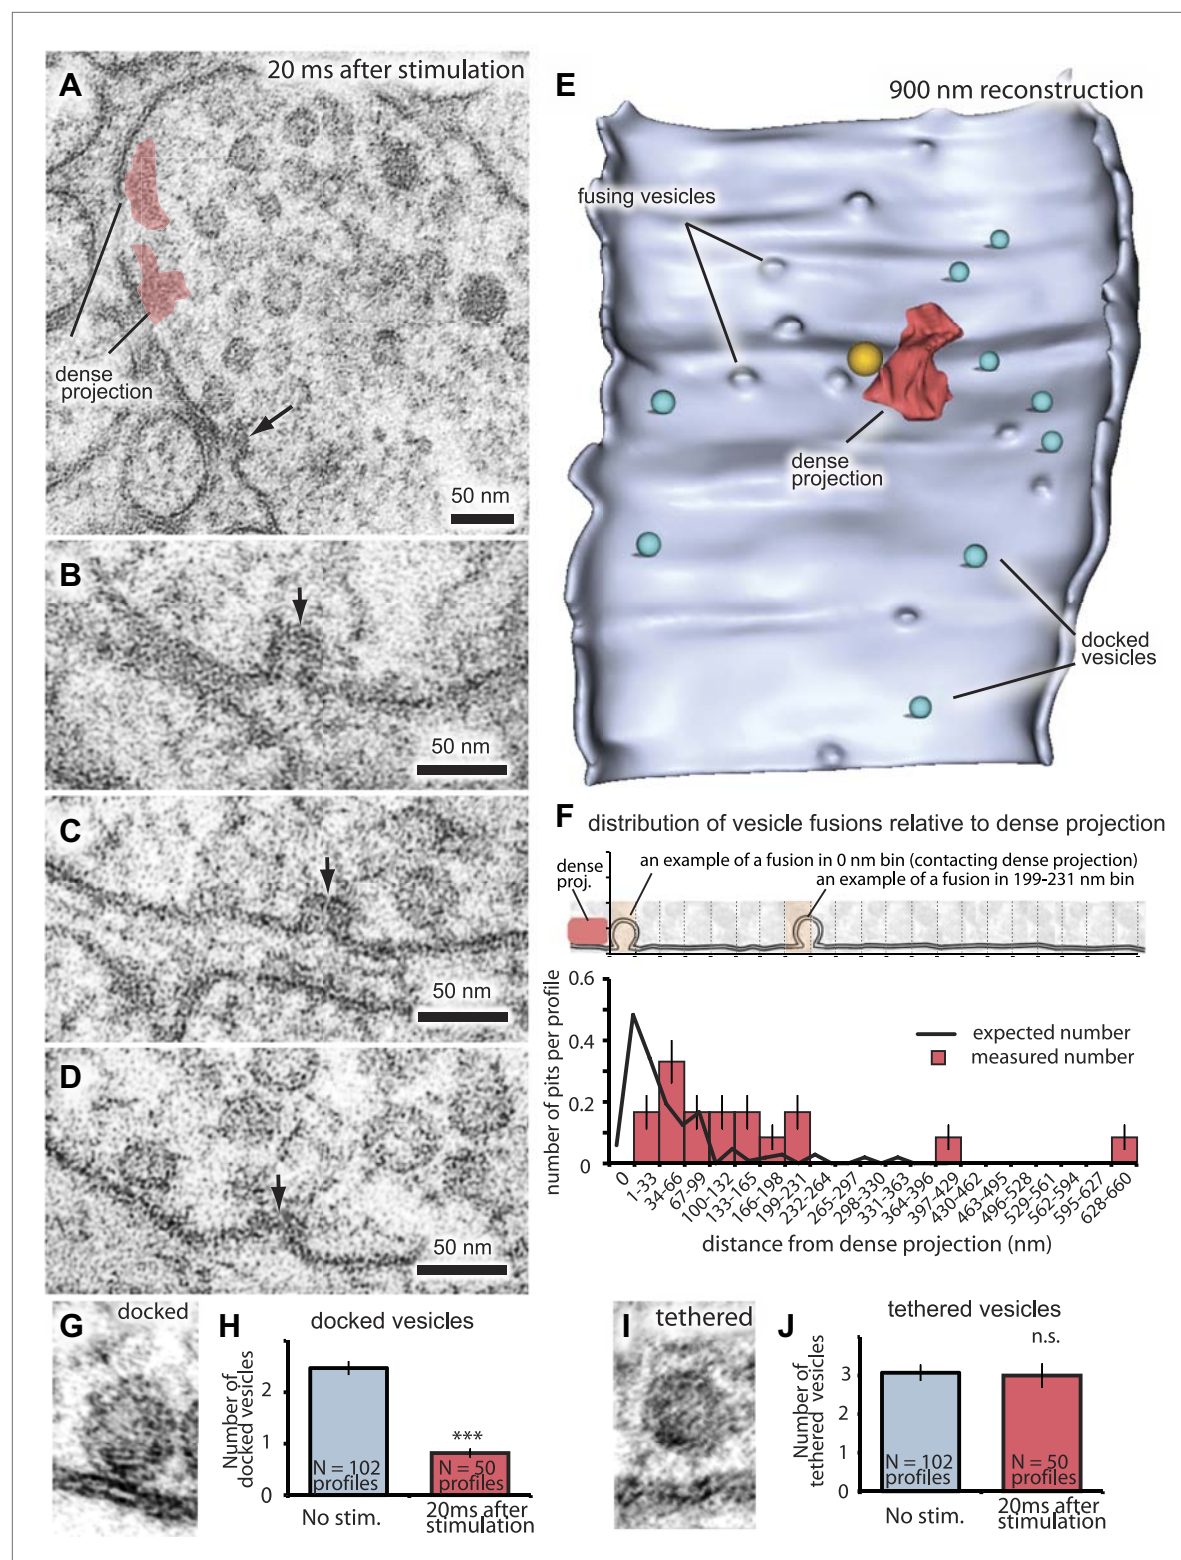 A
20 ms after stimulation
dense
projection
50 nm
B
50 nm
C
50 nm
D
50 nm
E
900 nm reconstruction
fusing vesicles
dense
projection
docked
vesicles
F
distribution of vesicle fusions relative to dense projection
dense
proj.
an example of a fusion in 0 nm bin (contacting dense projection)
an example of a fusion in 199-231 nm bin
number of pits per profile
0.6
0.4
0.2
0
expected number
measured number
0
1-33
34-66
67-99
100-132
133-165
166-198
199-231
232-264
265-297
298-330
331-363
364-396
397-429
430-462
463-495
496-528
529-561
562-594
595-627
628-660
distance from dense projection (nm)
G
docked
H
docked vesicles
Number of
docked vesicles
2
1
0
***
N = 102
profiles
N = 50
profiles
No stim.
20ms after
stimulation
I
tethered
J
tethered vesicles
n.s.
Number of
tethered vesicles
3
2
1
0
N = 102
profiles
N = 50
profiles
No stim.
20ms after
stimulation